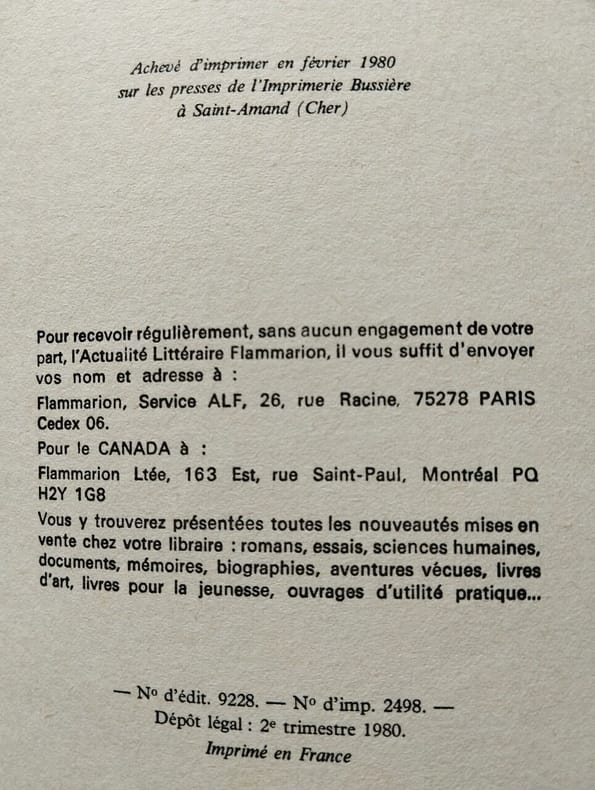 Achevé d'imprimer en février 1980
sur les presses de l'Imprimerie Bussière
à Saint-Amand (Cher)
Pour recevoir régulièrement, sans aucun engagement de votre
part, l'Actualité Littéraire Flammarion, il vous suffit d'envoyer
vos nom et adresse à :
Flammarion, Service ALF, 26, rue Racine, 75278 PARIS
Cedex 06.
Pour le CANADA à :
Flammarion Ltée, 163 Est, rue Saint-Paul, Montréal PQ
H2Y 1G8
Vous y trouverez présentées toutes les nouveautés mises en
vente chez votre libraire : romans, essais, sciences humaines,
documents, mémoires, biographies, aventures vécues, livres
d'art, livres pour la jeunesse, ouvrages d'utilité pratique...
— Nº d'édit. 9228. — Nº d'imp. 2498. —
Dépôt légal : 2e trimestre 1980.
Imprimé en France